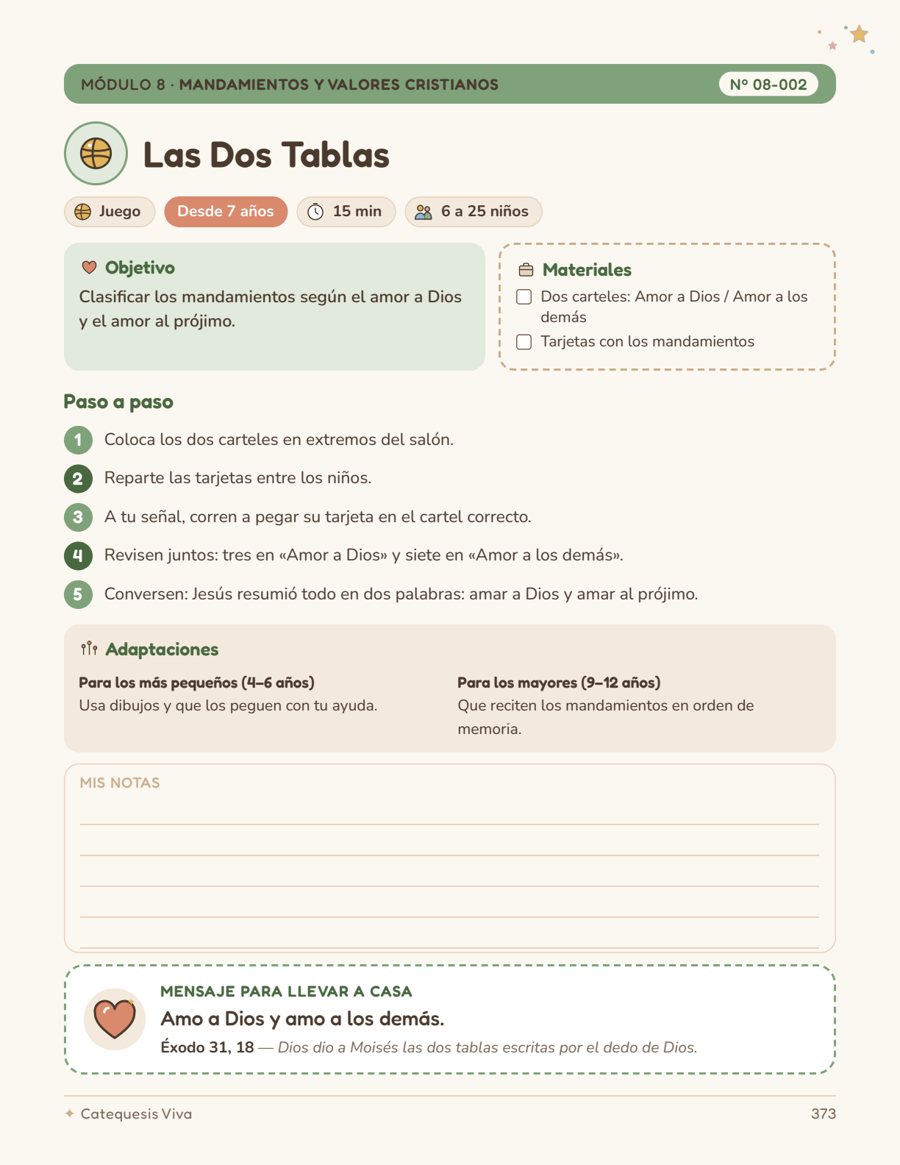 MÓDULO 8 · MANDAMIENTOS Y VALORES CRISTIANOS
Nº 08-002
Las Dos Tablas
Juego
Desde 7 años
15 min
6 a 25 niños
Objetivo
Clasificar los mandamientos según el amor a Dios
y el amor al prójimo.
Materiales
Dos carteles: Amor a Dios / Amor a los
demás
Tarjetas con los mandamientos
Paso a paso
1 Coloca los dos carteles en extremos del salón.
2 Reparte las tarjetas entre los niños.
3 A tu señal, corren a pegar su tarjeta en el cartel correcto.
4 Revisen juntos: tres en «Amor a Dios» y siete en «Amor a los demás».
5 Conversen: Jesús resumió todo en dos palabras: amar a Dios y amar al prójimo.
Adaptaciones
Para los más pequeños (4–6 años)
Usa dibujos y que los peguen con tu ayuda.
Para los mayores (9–12 años)
Que reciten los mandamientos en orden de
memoria.
MIS NOTAS
MENSAJE PARA LLEVAR A CASA
Amo a Dios y amo a los demás.
Éxodo 31, 18 — Dios dio a Moisés las dos tablas escritas por el dedo de Dios.
Catequesis Viva
373